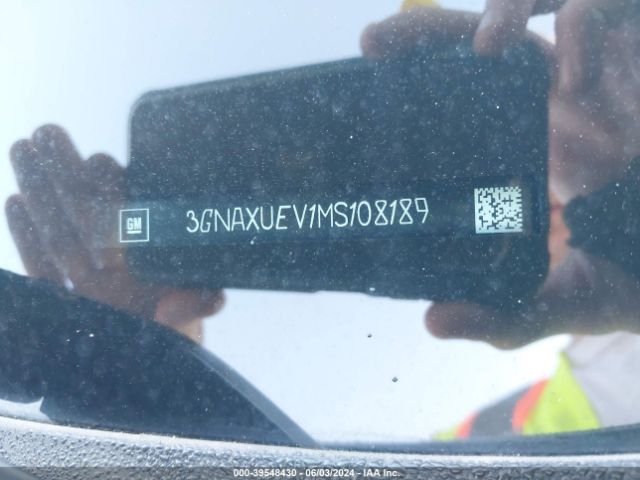 GM 3GNAXUEV1MS108189
000-39548430 - 06/03/2024 - IAA Inc.